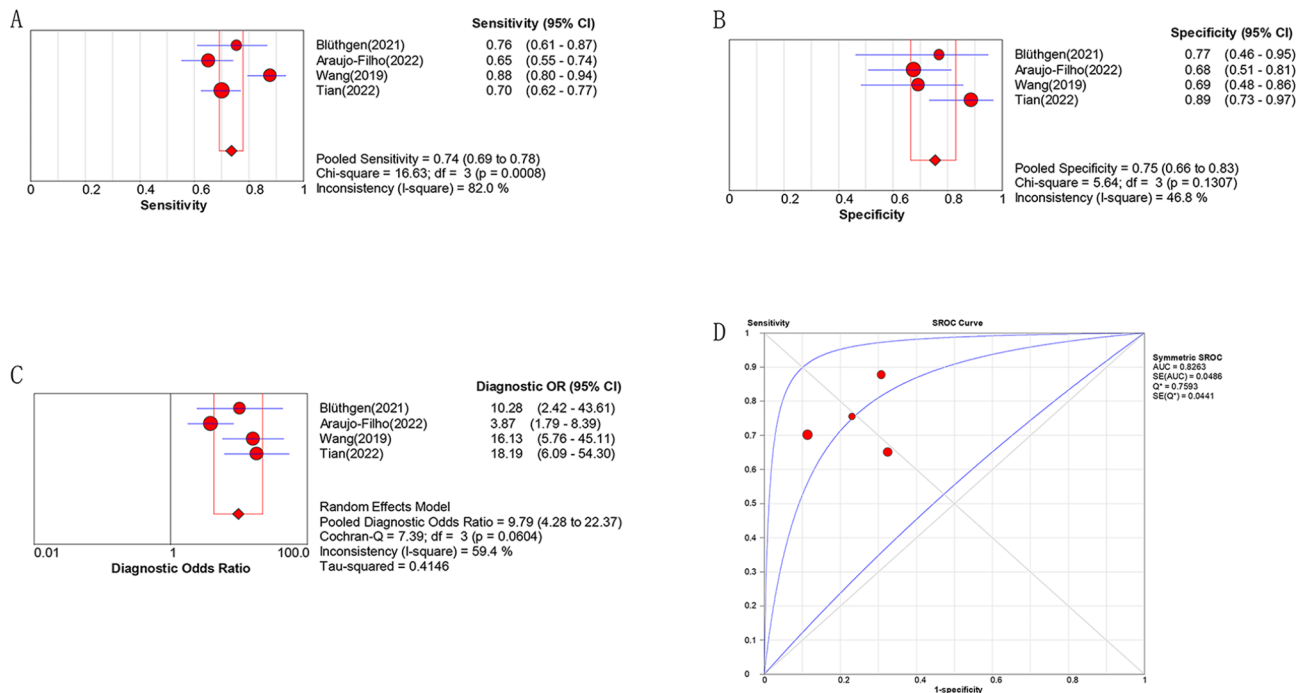 A
Sensitivity (95% CI)
Blüthgen(2021) 0.76 (0.61 - 0.87)
Araujo-Filho(2022) 0.65 (0.55 - 0.74)
Wang(2019) 0.88 (0.80 - 0.94)
Tian(2022) 0.70 (0.62 - 0.77)
Pooled Sensitivity = 0.74 (0.69 to 0.78)
Chi-square = 16.63; df = 3 (p = 0.0008)
Inconsistency (I-square) = 82.0 %
0 0.2 0.4 0.6 0.8 1
Sensitivity
B
Specificity (95% CI)
Blüthgen(2021) 0.77 (0.46 - 0.95)
Araujo-Filho(2022) 0.68 (0.51 - 0.81)
Wang(2019) 0.69 (0.48 - 0.86)
Tian(2022) 0.89 (0.73 - 0.97)
Pooled Specificity = 0.75 (0.66 to 0.83)
Chi-square = 5.64; df = 3 (p = 0.1307)
Inconsistency (I-square) = 46.8 %
0 0.2 0.4 0.6 0.8 1
Specificity
C
Diagnostic OR (95% CI)
Blüthgen(2021) 10.28 (2.42 - 43.61)
Araujo-Filho(2022) 3.87 (1.79 - 8.39)
Wang(2019) 16.13 (5.76 - 45.11)
Tian(2022) 18.19 (6.09 - 54.30)
Random Effects Model
Pooled Diagnostic Odds Ratio = 9.79 (4.28 to 22.37)
Cochran-Q = 7.39; df = 3 (p = 0.0604)
Inconsistency (I-square) = 59.4 %
Tau-squared = 0.4146
0.01 1 100.0
Diagnostic Odds Ratio
D
Sensitivity SROC Curve
1
0.9
0.8
0.7
0.6
0.5
0.4
0.3
0.2
0.1
0
0 0.2 0.4 0.6 0.8 1
1-specificity
Symmetric SROC
AUC = 0.8263
SE(AUC) = 0.0486
Q* = 0.7593
SE(Q*) = 0.0441